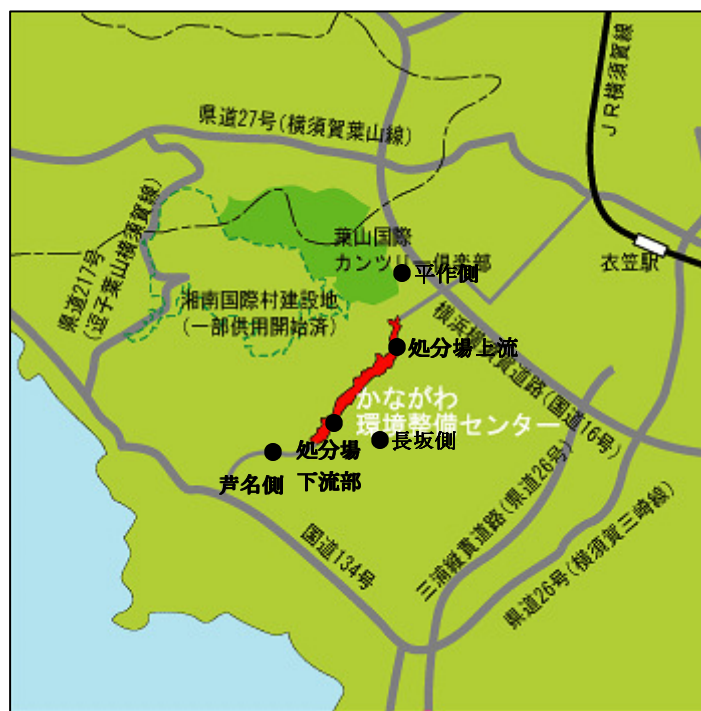 県道27号(横須賀葉山線)
JR横須賀線
葉山国際
カンツリー倶楽部
平作側
衣笠駅
県道217号
(逗子葉山横須賀線)
湘南国際村建設地
(一部供用開始済)
処分場上流
横浜横須賀道路(国道16号)
かながわ
環境整備センター
長坂側
処分場
下流部
芦名側
国道134号
三浦縦貫道路(県道26号)
県道26号(横須賀三崎線)